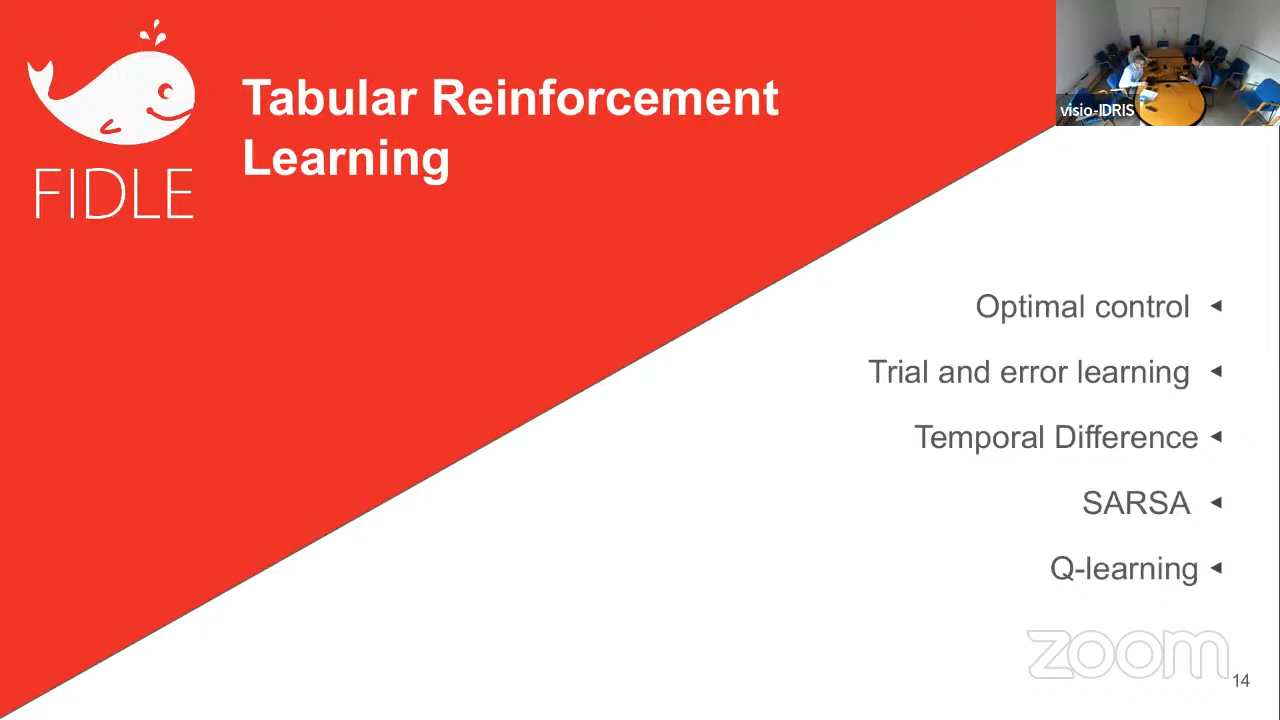 FIDLE
Tabular Reinforcement
Learning
visio-IDRIS
Optimal control ◄
Trial and error learning ◄
Temporal Difference ◄
SARSA ◄
Q-learning ◄
zoom
14